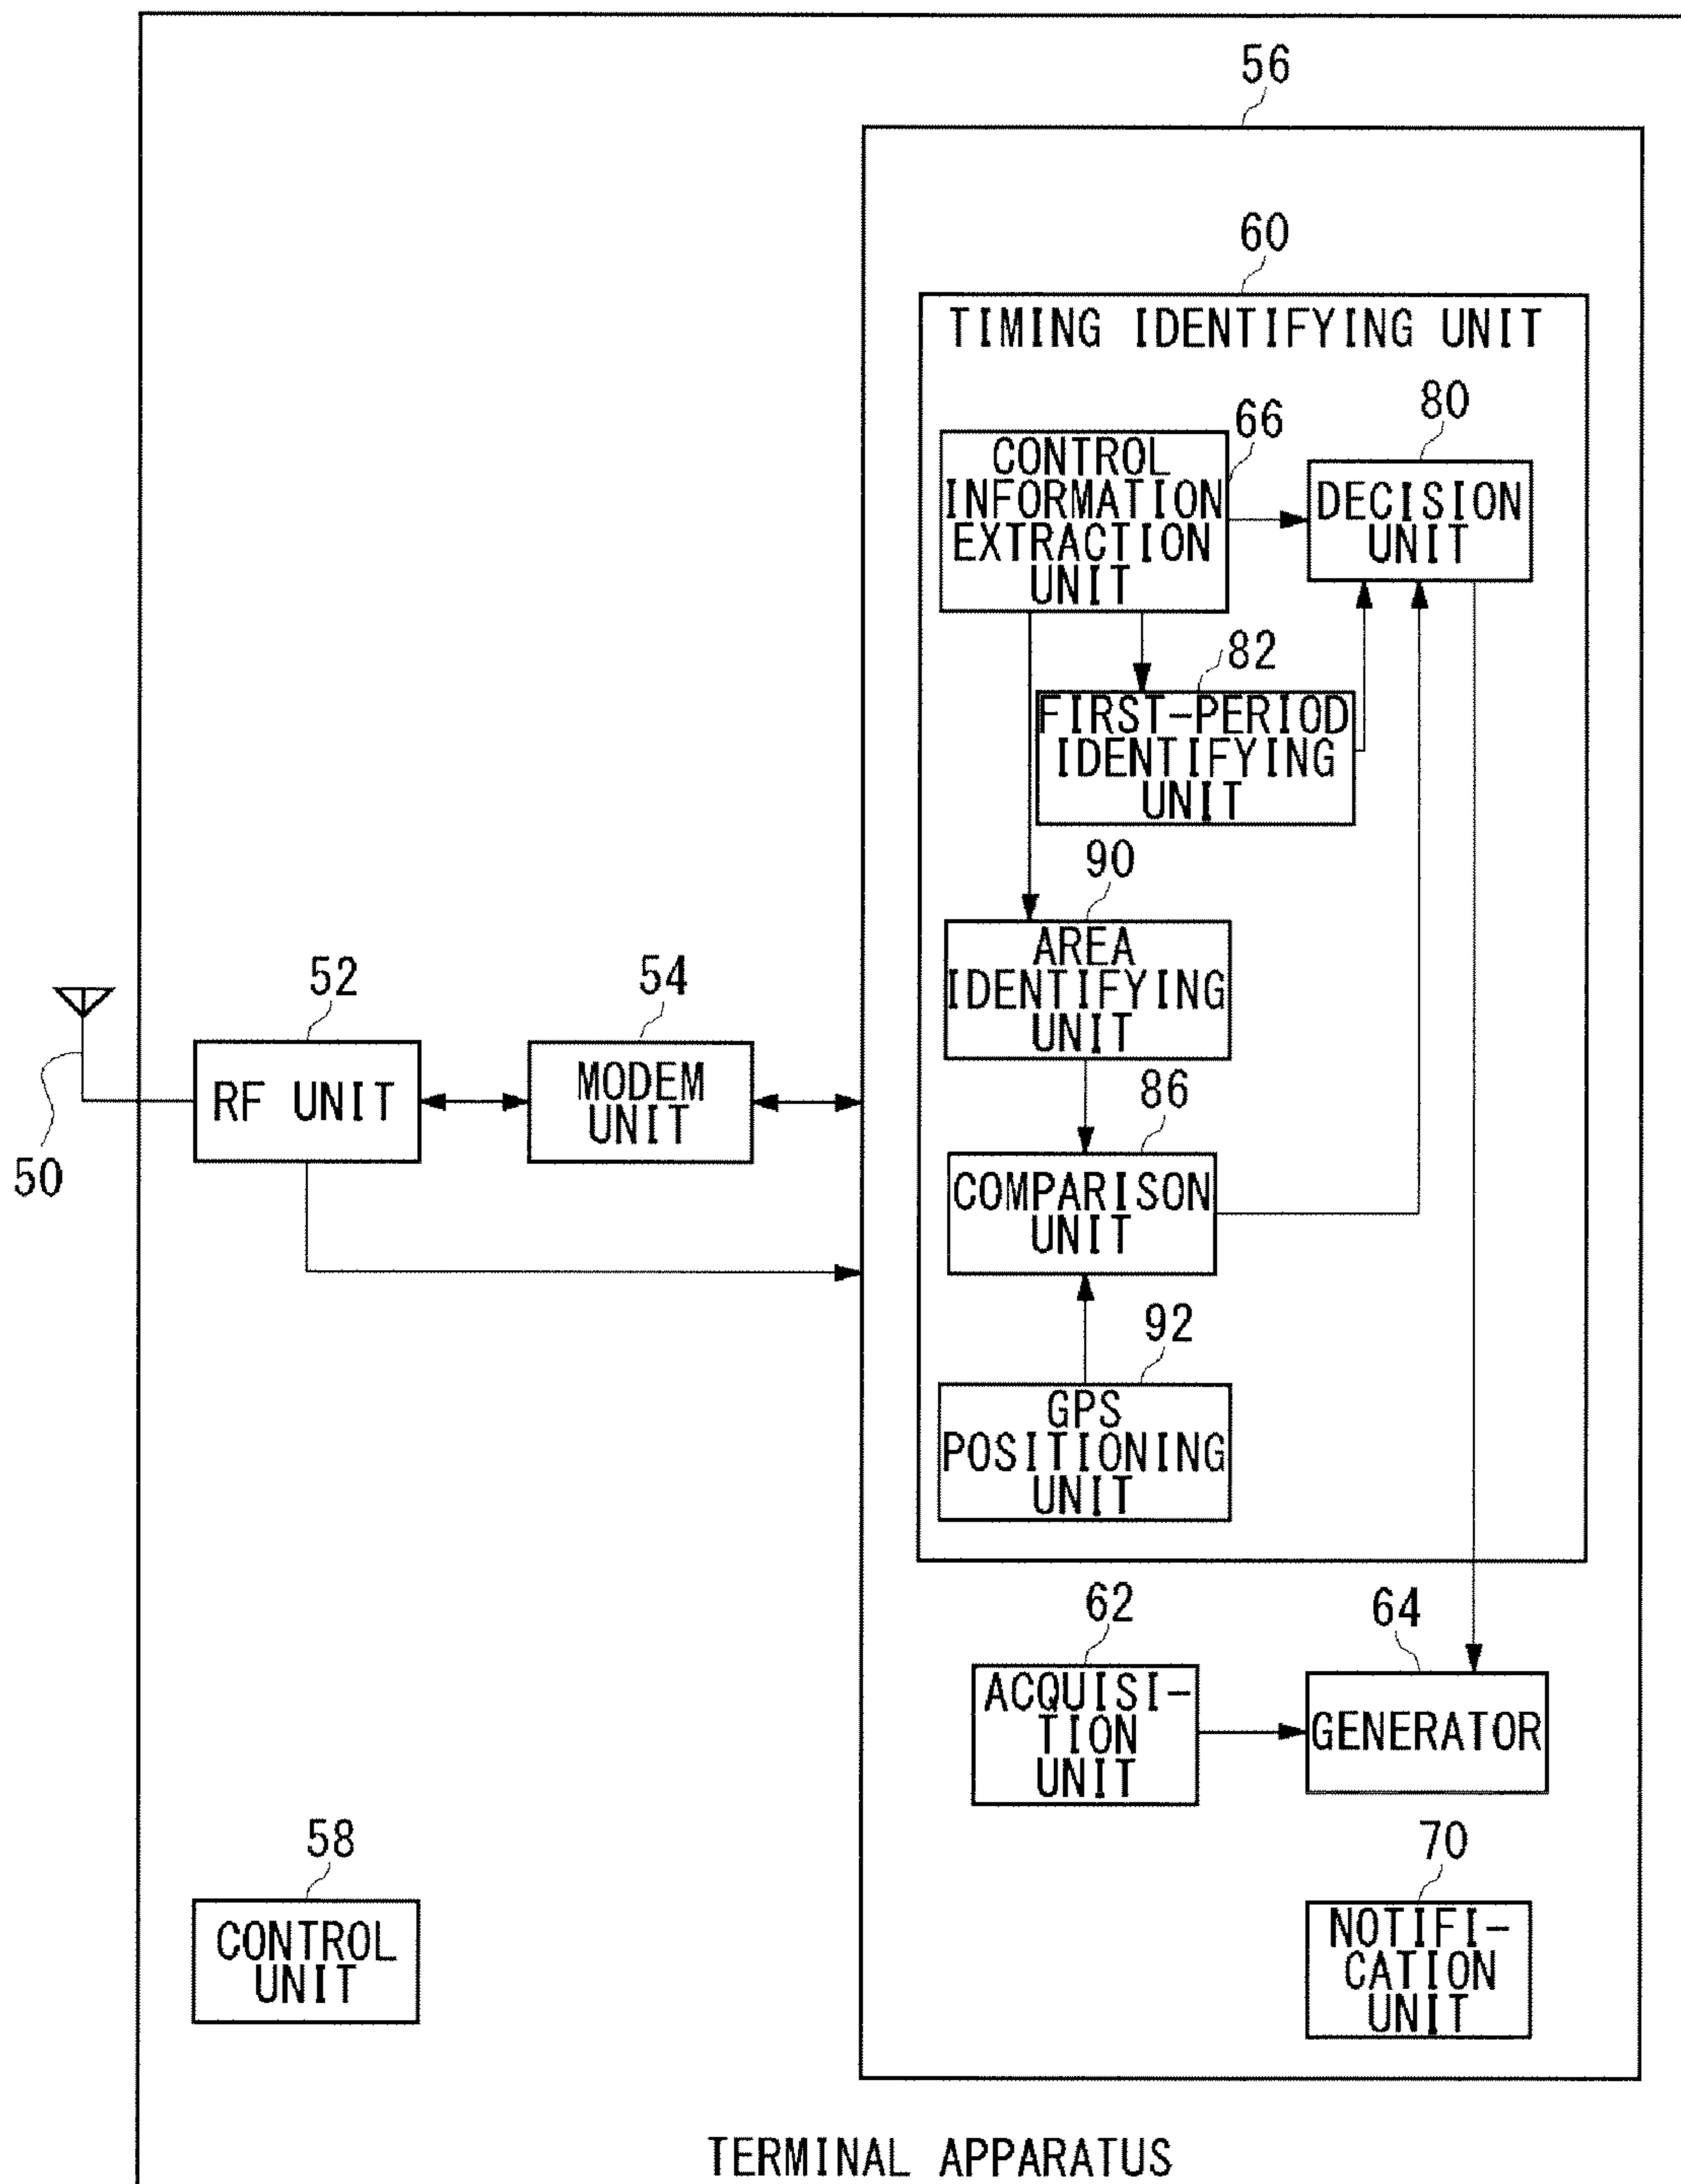 56
60
TIMING IDENTIFYING UNIT
80
66
CONTROL
INFORMATION
EXTRACTION
UNIT
DECISION
UNIT
82
FIRST-PERIOD
IDENTIFYING
UNIT
90
AREA
IDENTIFYING
UNIT
52
54
RF UNIT
MODEM
UNIT
50
86
COMPARISON
UNIT
92
GPS
POSITIONING
UNIT
62
64
ACQUISI-
TION
UNIT
GENERATOR
58
CONTROL
UNIT
70
NOTIFI-
CATION
UNIT
TERMINAL APPARATUS